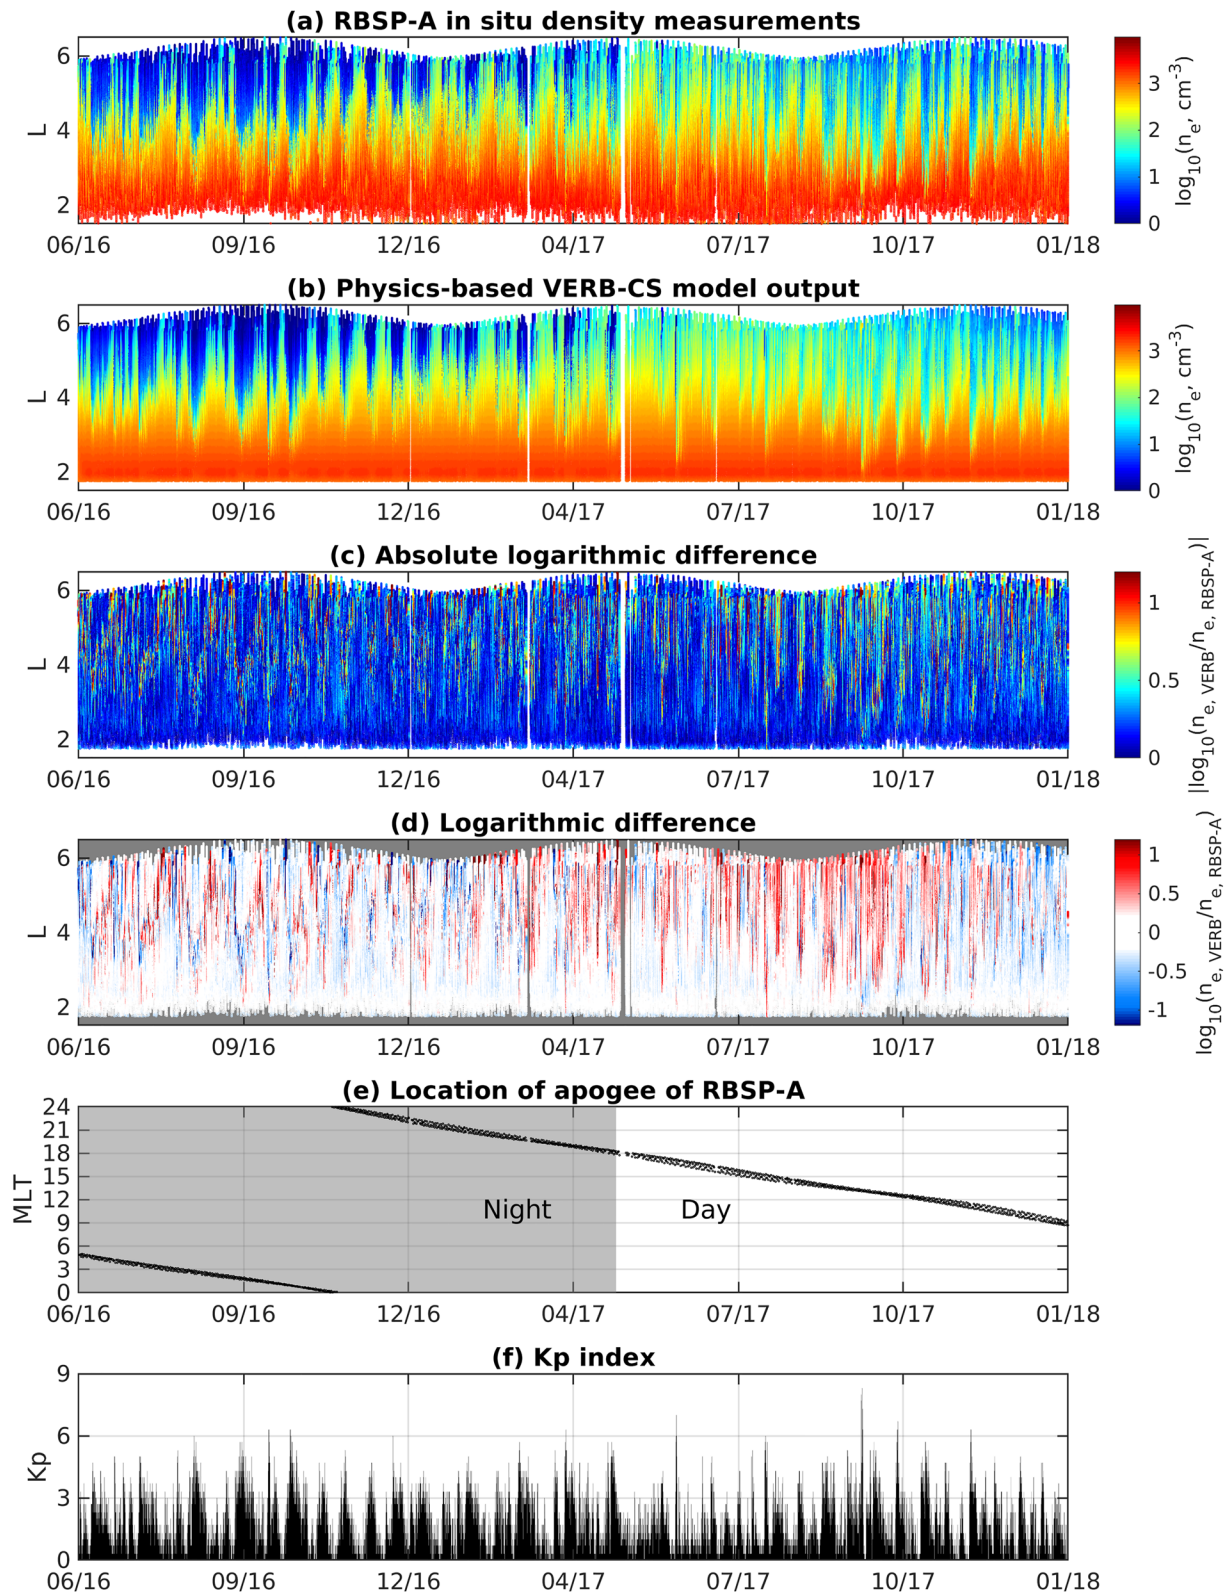 (a) RBSP-A in situ density measurements
6
4
2
L
06/16 09/16 12/16 04/17 07/17 10/17 01/18
3
2
1
0
log10(ne, cm-3)
(b) Physics-based VERB-CS model output
6
4
2
L
06/16 09/16 12/16 04/17 07/17 10/17 01/18
3
2
1
0
log10(ne, cm-3)
(c) Absolute logarithmic difference
6
4
2
L
06/16 09/16 12/16 04/17 07/17 10/17 01/18
1
0.5
0
|log10(ne, VERB/ne, RBSP-A)|
(d) Logarithmic difference
6
4
2
L
06/16 09/16 12/16 04/17 07/17 10/17 01/18
1
0.5
0
-0.5
-1
log10(ne, VERB/ne, RBSP-A)
(e) Location of apogee of RBSP-A
24
21
18
15
12
9
6
3
0
MLT
Night Day
06/16 09/16 12/16 04/17 07/17 10/17 01/18
(f) Kp index
9
6
3
0
Kp
06/16 09/16 12/16 04/17 07/17 10/17 01/18